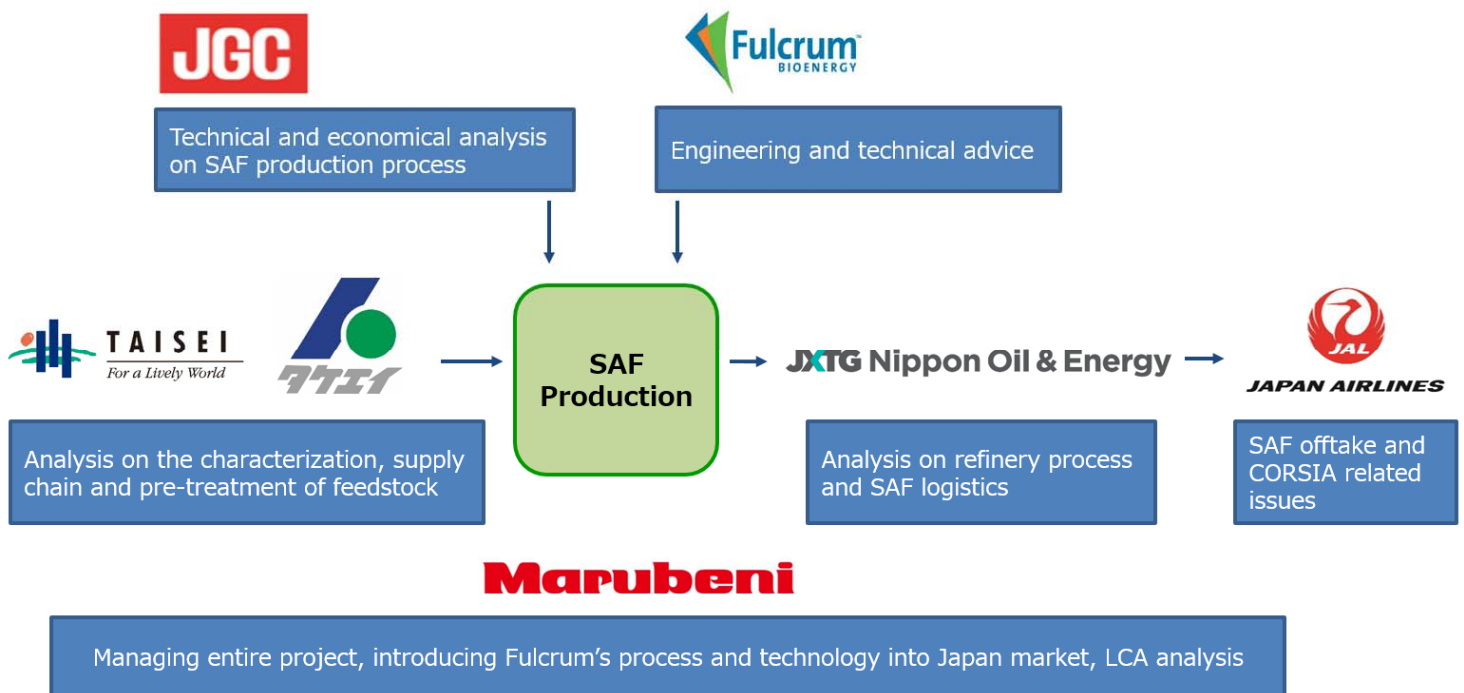 JGC
Fulcrum™
BIOENERGY
Technical and economical analysis
on SAF production process
Engineering and technical advice
TAISEI
For a Lively World
タケエイ
SAF
Production
JXTG Nippon Oil & Energy
JAL
JAPAN AIRLINES
Analysis on the characterization, supply
chain and pre-treatment of feedstock
Analysis on refinery process
and SAF logistics
SAF offtake and
CORSIA related
issues
Marubeni
Managing entire project, introducing Fulcrum’s process and technology into Japan market, LCA analysis